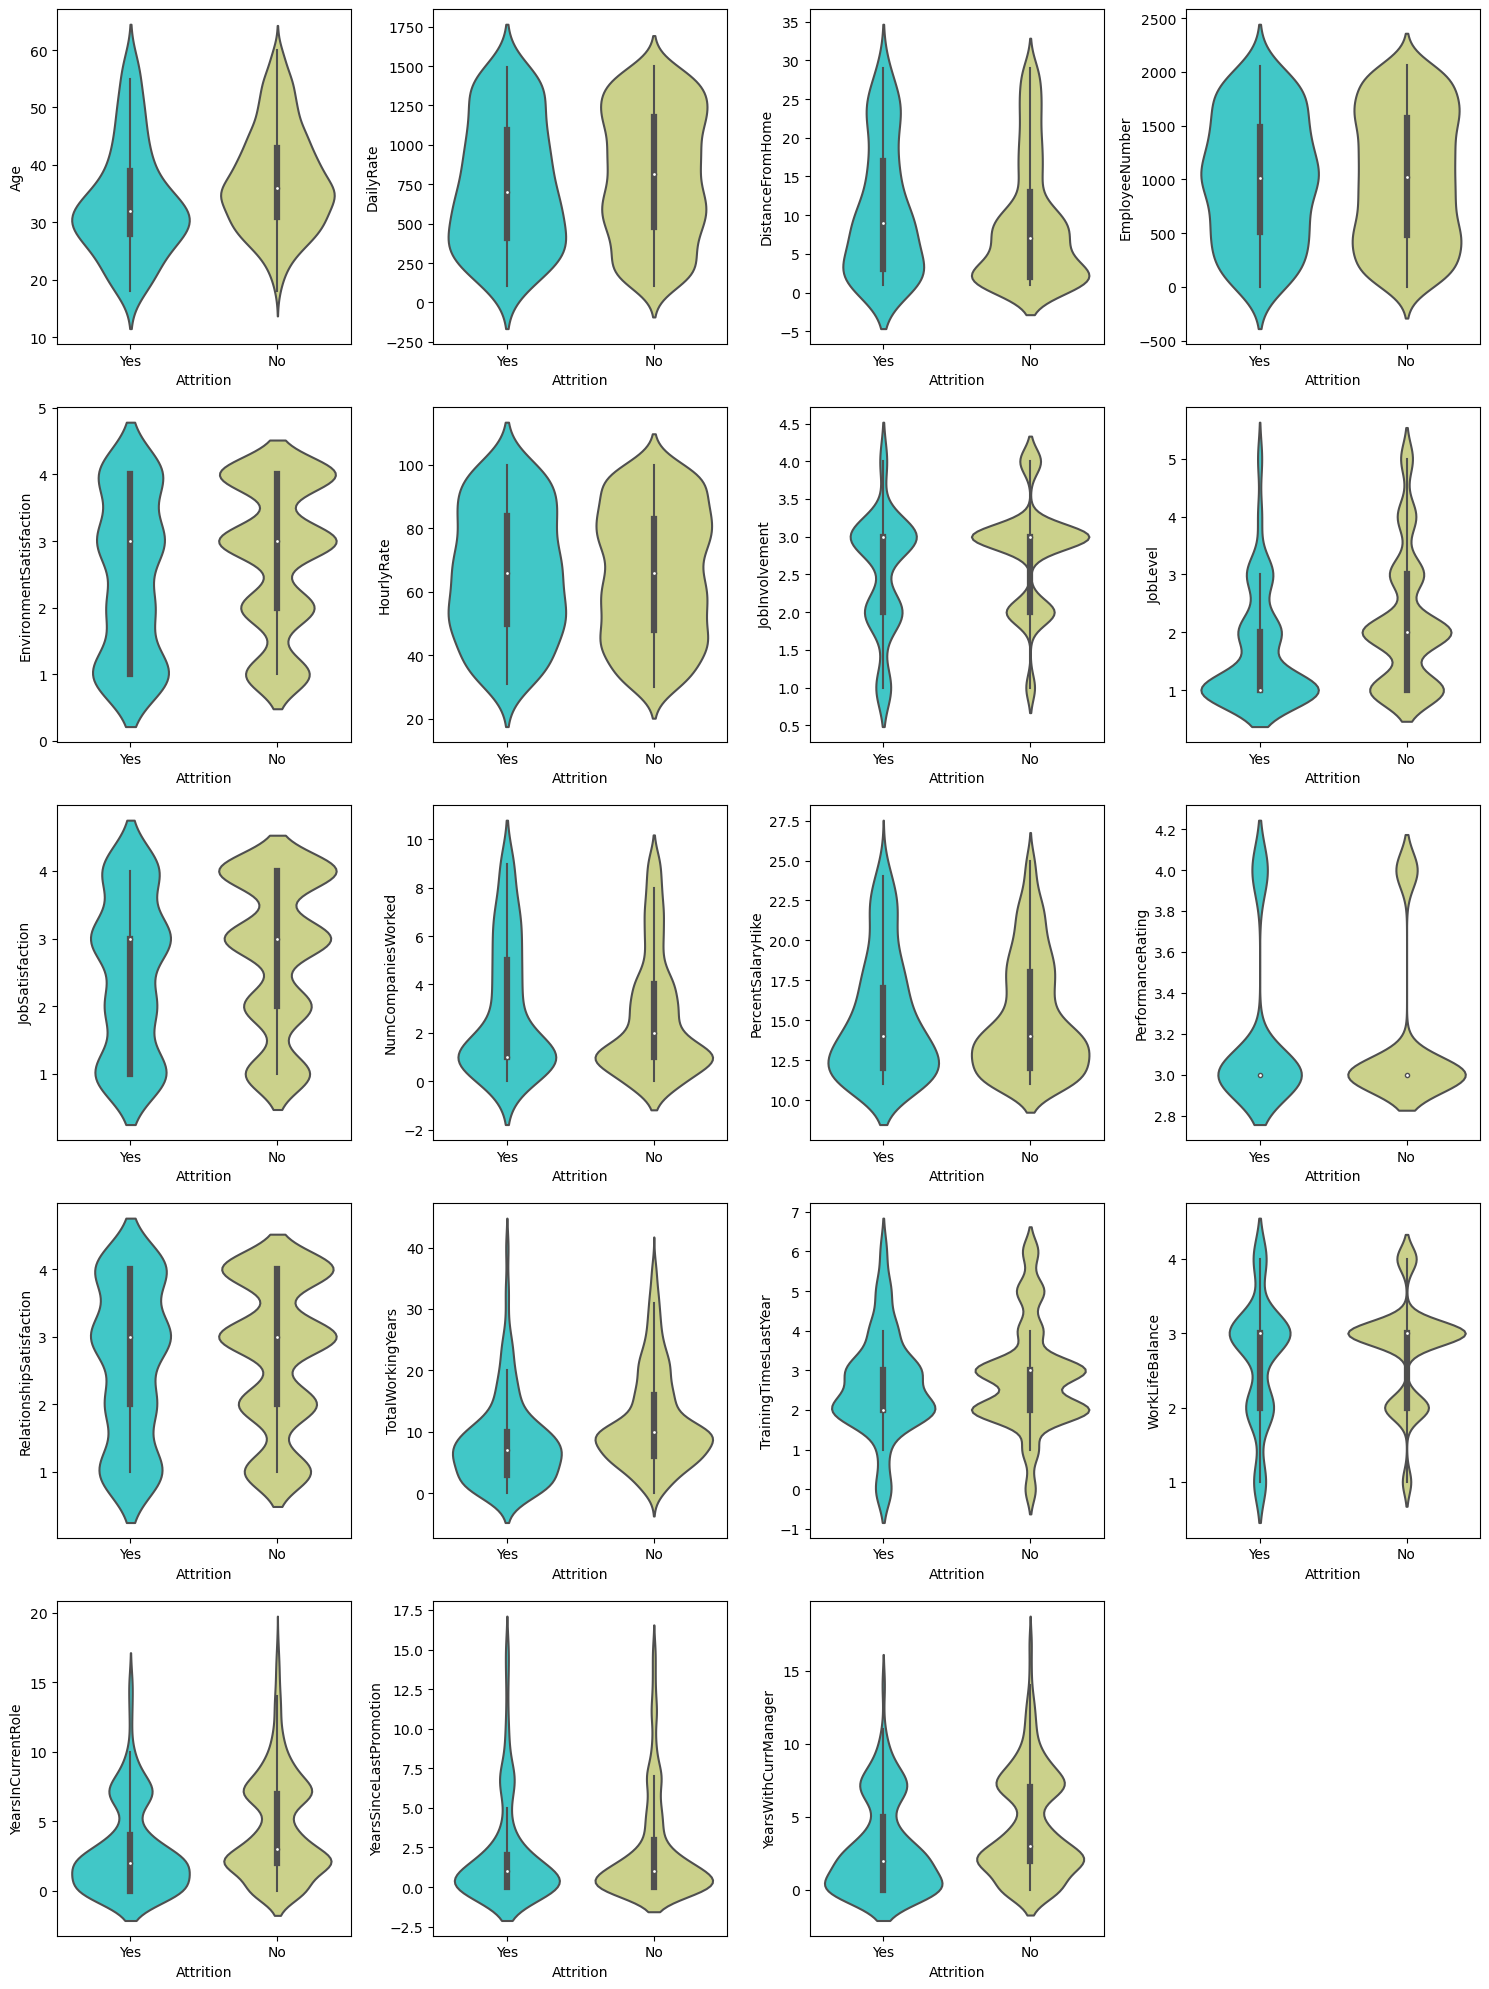 Age
60
50
40
30
20
10
Yes
No
Attrition
DailyRate
1750
1500
1250
1000
750
500
250
0
−250
Yes
No
Attrition
DistanceFromHome
35
30
25
20
15
10
5
0
−5
Yes
No
Attrition
EmployeeNumber
2500
2000
1500
1000
500
0
−500
Yes
No
Attrition
EnvironmentSatisfaction
5
4
3
2
1
0
Yes
No
Attrition
HourlyRate
100
80
60
40
20
Yes
No
Attrition
JobInvolvement
4.5
4.0
3.5
3.0
2.5
2.0
1.5
1.0
0.5
Yes
No
Attrition
JobLevel
5
4
3
2
1
Yes
No
Attrition
JobSatisfaction
4
3
2
1
Yes
No
Attrition
NumCompaniesWorked
10
8
6
4
2
0
−2
Yes
No
Attrition
PercentSalaryHike
27.5
25.0
22.5
20.0
17.5
15.0
12.5
10.0
Yes
No
Attrition
PerformanceRating
4.2
4.0
3.8
3.6
3.4
3.2
3.0
2.8
Yes
No
Attrition
RelationshipSatisfaction
4
3
2
1
Yes
No
Attrition
TotalWorkingYears
40
30
20
10
0
Yes
No
Attrition
TrainingTimesLastYear
7
6
5
4
3
2
1
0
−1
Yes
No
Attrition
WorkLifeBalance
4
3
2
1
Yes
No
Attrition
YearsInCurrentRole
20
15
10
5
0
Yes
No
Attrition
YearsSinceLastPromotion
17.5
15.0
12.5
10.0
7.5
5.0
2.5
0.0
−2.5
Yes
No
Attrition
YearsWithCurrManager
15
10
5
0
Yes
No
Attrition